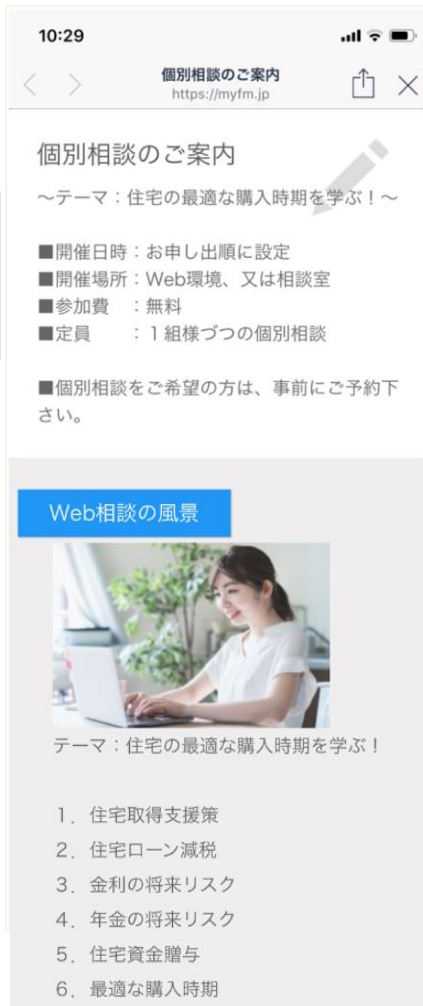 10:29
個別相談のご案内
https://myfm.jp
個別相談のご案内
～テーマ：住宅の最適な購入時期を学ぶ！～
■開催日時：お申し出順に設定
■開催場所：Web環境、又は相談室
■参加費　：無料
■定員　　：１組様づつの個別相談
■個別相談をご希望の方は、事前にご予約下
さい。
Web相談の風景
テーマ：住宅の最適な購入時期を学ぶ！
1．住宅取得支援策
2．住宅ローン減税
3．金利の将来リスク
4．年金の将来リスク
5．住宅資金贈与
6．最適な購入時期